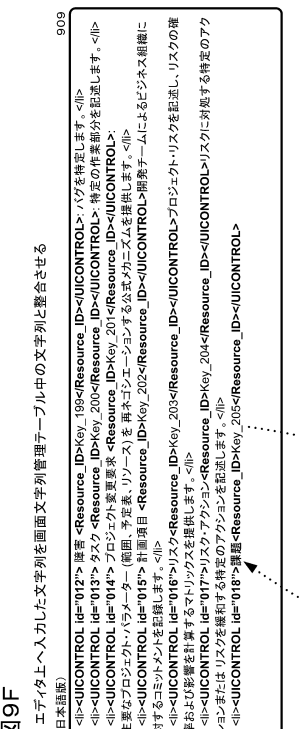 図9F
エディタ上へ入力した文字列を画面文字列管理テーブル中の文字列と整合させる
日本語版)
909
<li><UICONTROL id="012"> 障害 <Resource_ID>Key_199</Resource_ID></UICONTROL>: バグを特定します。</li>
<li><UICONTROL id="013"> タスク <Resource_ID>Key_200</Resource_ID></UICONTROL>: 特定の作業部分を記述します。</li>
<li><UICONTROL id="014"> プロジェクト変更要求 <Resource_ID>Key_201</Resource_ID></UICONTROL>:
主要なプロジェクト・パラメーター (範囲、予定表、リソース) を 再ネゴシエーションする公式メカニズムを提供します。</li>
<li><UICONTROL id="015"> 計画項目 <Resource_ID>Key_202</Resource_ID></UICONTROL>開発チームによるビジネス組織に
対するコミットメントを記録します。</li>
<li><UICONTROL id="016">リスク<Resource_ID>Key_203</Resource_ID></UICONTROL>プロジェクト・リスクを記述し、リスクの確
率および影響を計算するマトリックスを提供します。</li>
<li><UICONTROL id="017">リスク・アクション<Resource_ID>Key_204</Resource_ID></UICONTROL>リスクに対処する特定のアク
ションまたは リスクを緩和する特定のアクションを記述します。</li>
<li><UICONTROL id="018">課題<Resource_ID>Key_205</Resource_ID></UICONTROL>